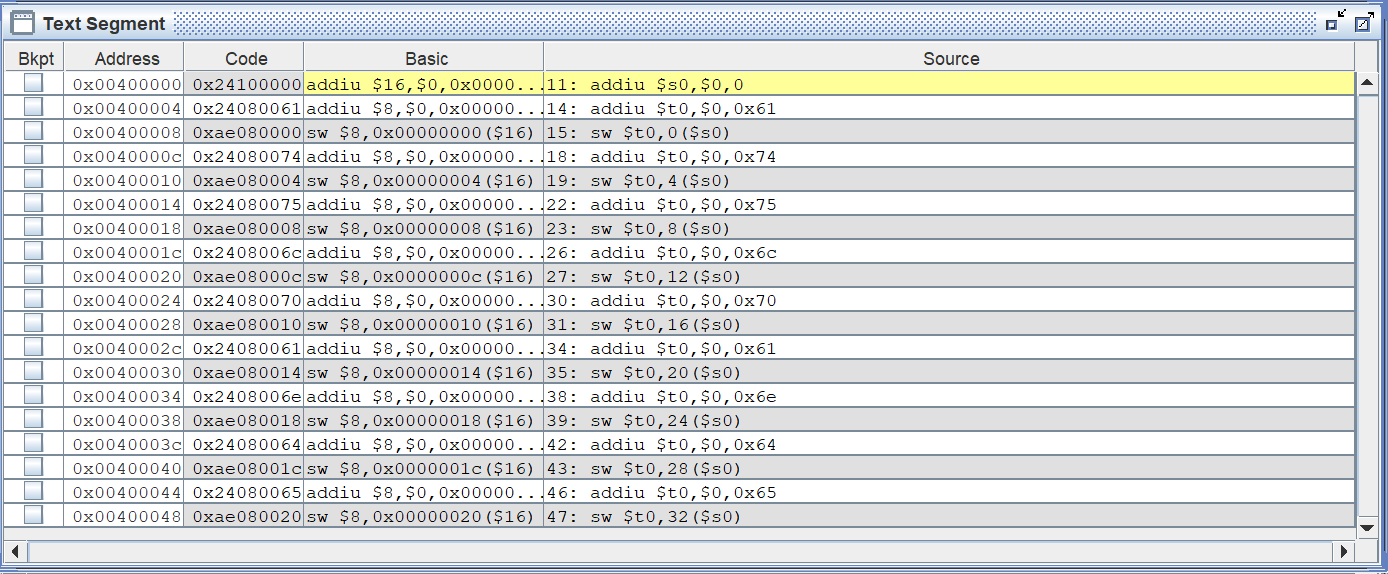 Text Segment
Bkpt Address Code Basic Source
0x00400000 0x24100000 addiu $16,$0,0x0000... 11: addiu $s0,$0,0
0x00400004 0x24080061 addiu $8,$0,0x00000... 14: addiu $t0,$0,0x61
0x00400008 0xae080000 sw $8,0x00000000($16) 15: sw $t0,0($s0)
0x0040000c 0x24080074 addiu $8,$0,0x00000... 18: addiu $t0,$0,0x74
0x00400010 0xae080004 sw $8,0x00000004($16) 19: sw $t0,4($s0)
0x00400014 0x24080075 addiu $8,$0,0x00000... 22: addiu $t0,$0,0x75
0x00400018 0xae080008 sw $8,0x00000008($16) 23: sw $t0,8($s0)
0x0040001c 0x2408006c addiu $8,$0,0x00000... 26: addiu $t0,$0,0x6c
0x00400020 0xae08000c sw $8,0x0000000c($16) 27: sw $t0,12($s0)
0x00400024 0x24080070 addiu $8,$0,0x00000... 30: addiu $t0,$0,0x70
0x00400028 0xae080010 sw $8,0x00000010($16) 31: sw $t0,16($s0)
0x0040002c 0x24080061 addiu $8,$0,0x00000... 34: addiu $t0,$0,0x61
0x00400030 0xae080014 sw $8,0x00000014($16) 35: sw $t0,20($s0)
0x00400034 0x2408006e addiu $8,$0,0x00000... 38: addiu $t0,$0,0x6e
0x00400038 0xae080018 sw $8,0x00000018($16) 39: sw $t0,24($s0)
0x0040003c 0x24080064 addiu $8,$0,0x00000... 42: addiu $t0,$0,0x64
0x00400040 0xae08001c sw $8,0x0000001c($16) 43: sw $t0,28($s0)
0x00400044 0x24080065 addiu $8,$0,0x00000... 46: addiu $t0,$0,0x65
0x00400048 0xae080020 sw $8,0x00000020($16) 47: sw $t0,32($s0)